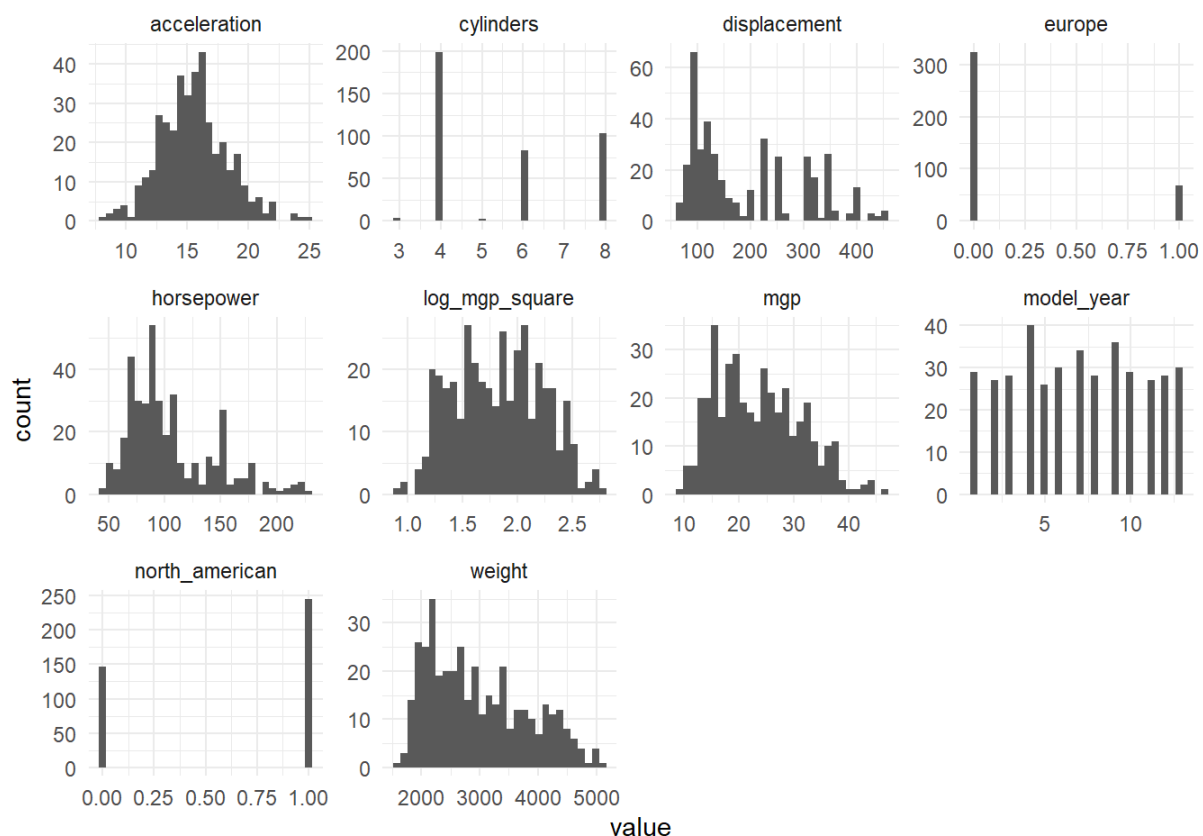 acceleration
cylinders
displacement
europe
40
30
20
10
0
10 15 20 25
200
150
100
50
0
3 4 5 6 7 8
60
40
20
0
100 200 300 400
300
200
100
0
0.00 0.25 0.50 0.75 1.00
horsepower
log_mgp_square
mgp
model_year
count
40
20
0
50 100 150 200
20
10
0
1.0 1.5 2.0 2.5
30
20
10
0
10 20 30 40
40
30
20
10
0
5 10
north_american
weight
250
200
150
100
50
0
0.00 0.25 0.50 0.75 1.00
30
20
10
0
2000 3000 4000 5000
value